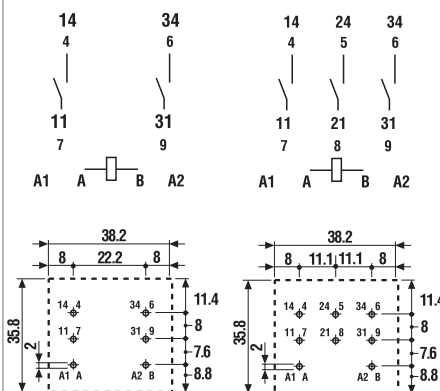 14 34 14 24 34
4 6 4 5 6
11 31 11 21 31
7 9 7 8 9
A1 A B A2 A1 A B A2
38.2 38.2
8 22.2 8 8 11.1 11.1 8
11.4 11.4
14 4 34 6 14 4 24 5 34 6
35.8 8 35.8 8
11 7 31 9 11 7 21 8 31 9
2 7.6 2 7.6
A1 A A2 B A1 A A2 B
8.8 8.8